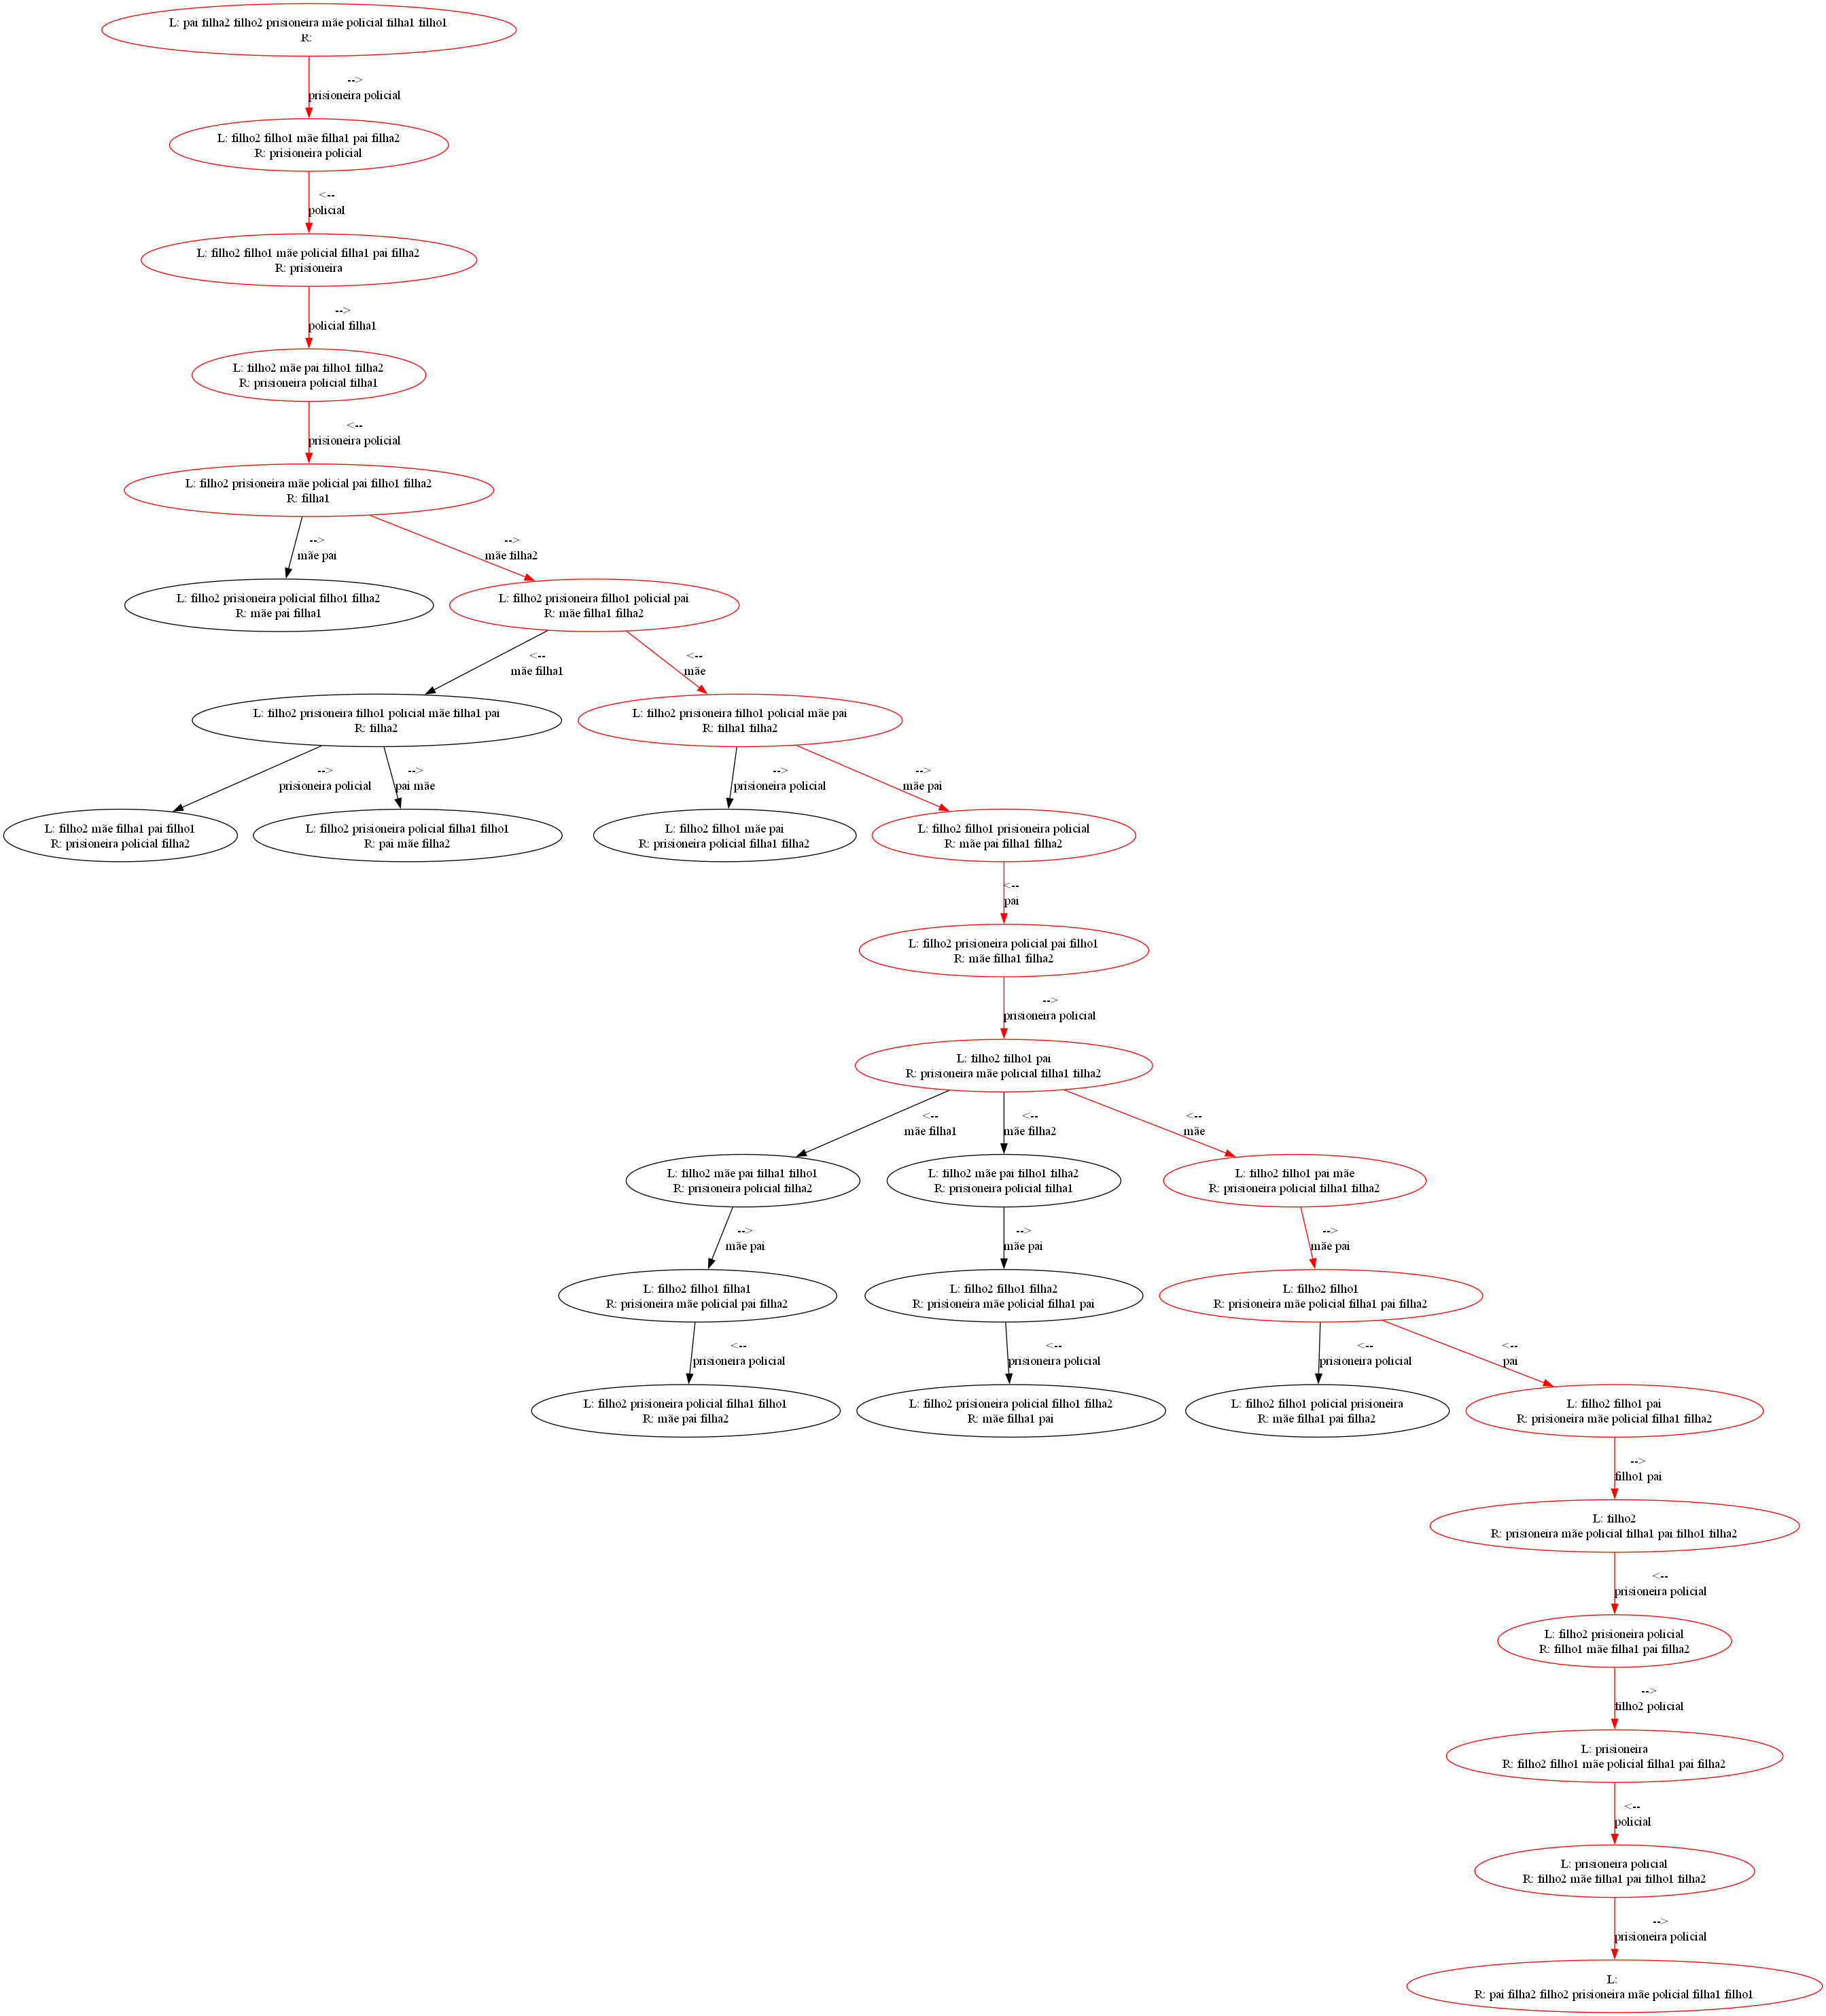 L: pai filha2 filho2 prisioneira mãe policial filha1 filho1
R:
-->
prisioneira policial
L: filho2 filho1 mãe filha1 pai filha2
R: prisioneira policial
<--
policial
L: filho2 filho1 mãe policial filha1 pai filha2
R: prisioneira
-->
policial filha1
L: filho2 mãe pai filho1 filha2
R: prisioneira policial filha1
<--
prisioneira policial
L: filho2 prisioneira mãe policial pai filho1 filha2
R: filha1
-->
mãe pai
-->
mãe filha2
L: filho2 prisioneira policial filho1 filha2
R: mãe pai filha1
L: filho2 prisioneira filho1 policial pai
R: mãe filha1 filha2
<--
mãe filha1
<--
mãe
L: filho2 prisioneira filho1 policial mãe filha1 pai
R: filha2
L: filho2 prisioneira filho1 policial mãe pai
R: filha1 filha2
-->
prisioneira policial
-->
pai mãe
-->
prisioneira policial
-->
mãe pai
L: filho2 mãe filha1 pai filho1
R: prisioneira policial filha2
L: filho2 prisioneira policial filha1 filho1
R: pai mãe filha2
L: filho2 filho1 mãe pai
R: prisioneira policial filha1 filha2
L: filho2 filho1 prisioneira policial
R: mãe pai filha1 filha2
<--
pai
L: filho2 prisioneira policial pai filho1
R: mãe filha1 filha2
-->
prisioneira policial
L: filho2 filho1 pai
R: prisioneira mãe policial filha1 filha2
<--
mãe filha1
<--
mãe filha2
<--
mãe
L: filho2 mãe pai filha1 filho1
R: prisioneira policial filha2
L: filho2 mãe pai filho1 filha2
R: prisioneira policial filha1
L: filho2 filho1 pai mãe
R: prisioneira policial filha1 filha2
-->
mãe pai
-->
mãe pai
-->
mãe pai
L: filho2 filho1 filha1
R: prisioneira mãe policial pai filha2
L: filho2 filho1 filha2
R: prisioneira mãe policial filha1 pai
L: filho2 filho1
R: prisioneira mãe policial filha1 pai filha2
<--
prisioneira policial
<--
prisioneira policial
<--
prisioneira policial
<--
pai
L: filho2 prisioneira policial filha1 filho1
R: mãe pai filha2
L: filho2 prisioneira policial filho1 filha2
R: mãe filha1 pai
L: filho2 filho1 policial prisioneira
R: mãe filha1 pai filha2
L: filho2 filho1 pai
R: prisioneira mãe policial filha1 filha2
-->
filho1 pai
L: filho2
R: prisioneira mãe policial filha1 pai filho1 filha2
<--
prisioneira policial
L: filho2 prisioneira policial
R: filho1 mãe filha1 pai filha2
-->
filho2 policial
L: prisioneira
R: filho2 filho1 mãe policial filha1 pai filha2
<--
policial
L: prisioneira policial
R: filho2 mãe filha1 pai filho1 filha2
-->
prisioneira policial
L:
R: pai filha2 filho2 prisioneira mãe policial filha1 filho1